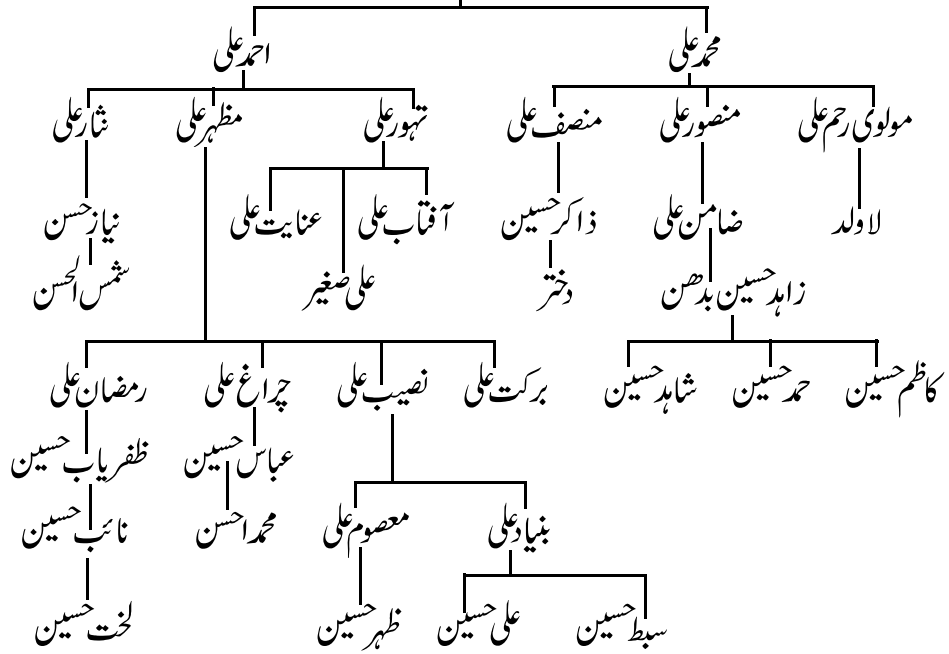 محمد علی احمد علی
مولوی رحم علی منصور علی منصف علی تہور علی مظہر علی نثار علی
لاولد ضامن علی ذاکر حسین آفتاب علی عنایت علی نیاز حسن
زاہد حسین بدھن دختر علی صغیر شمس الحسن
کاظم حسین حمد حسین شاہد حسین برکت علی نصیب علی چراغ علی رمضان علی
عباس حسین ظفریاب حسین
بنیاد علی معصوم علی محمد احسن نائب حسین
سبط حسین علی حسین ظہر حسین لخت حسین